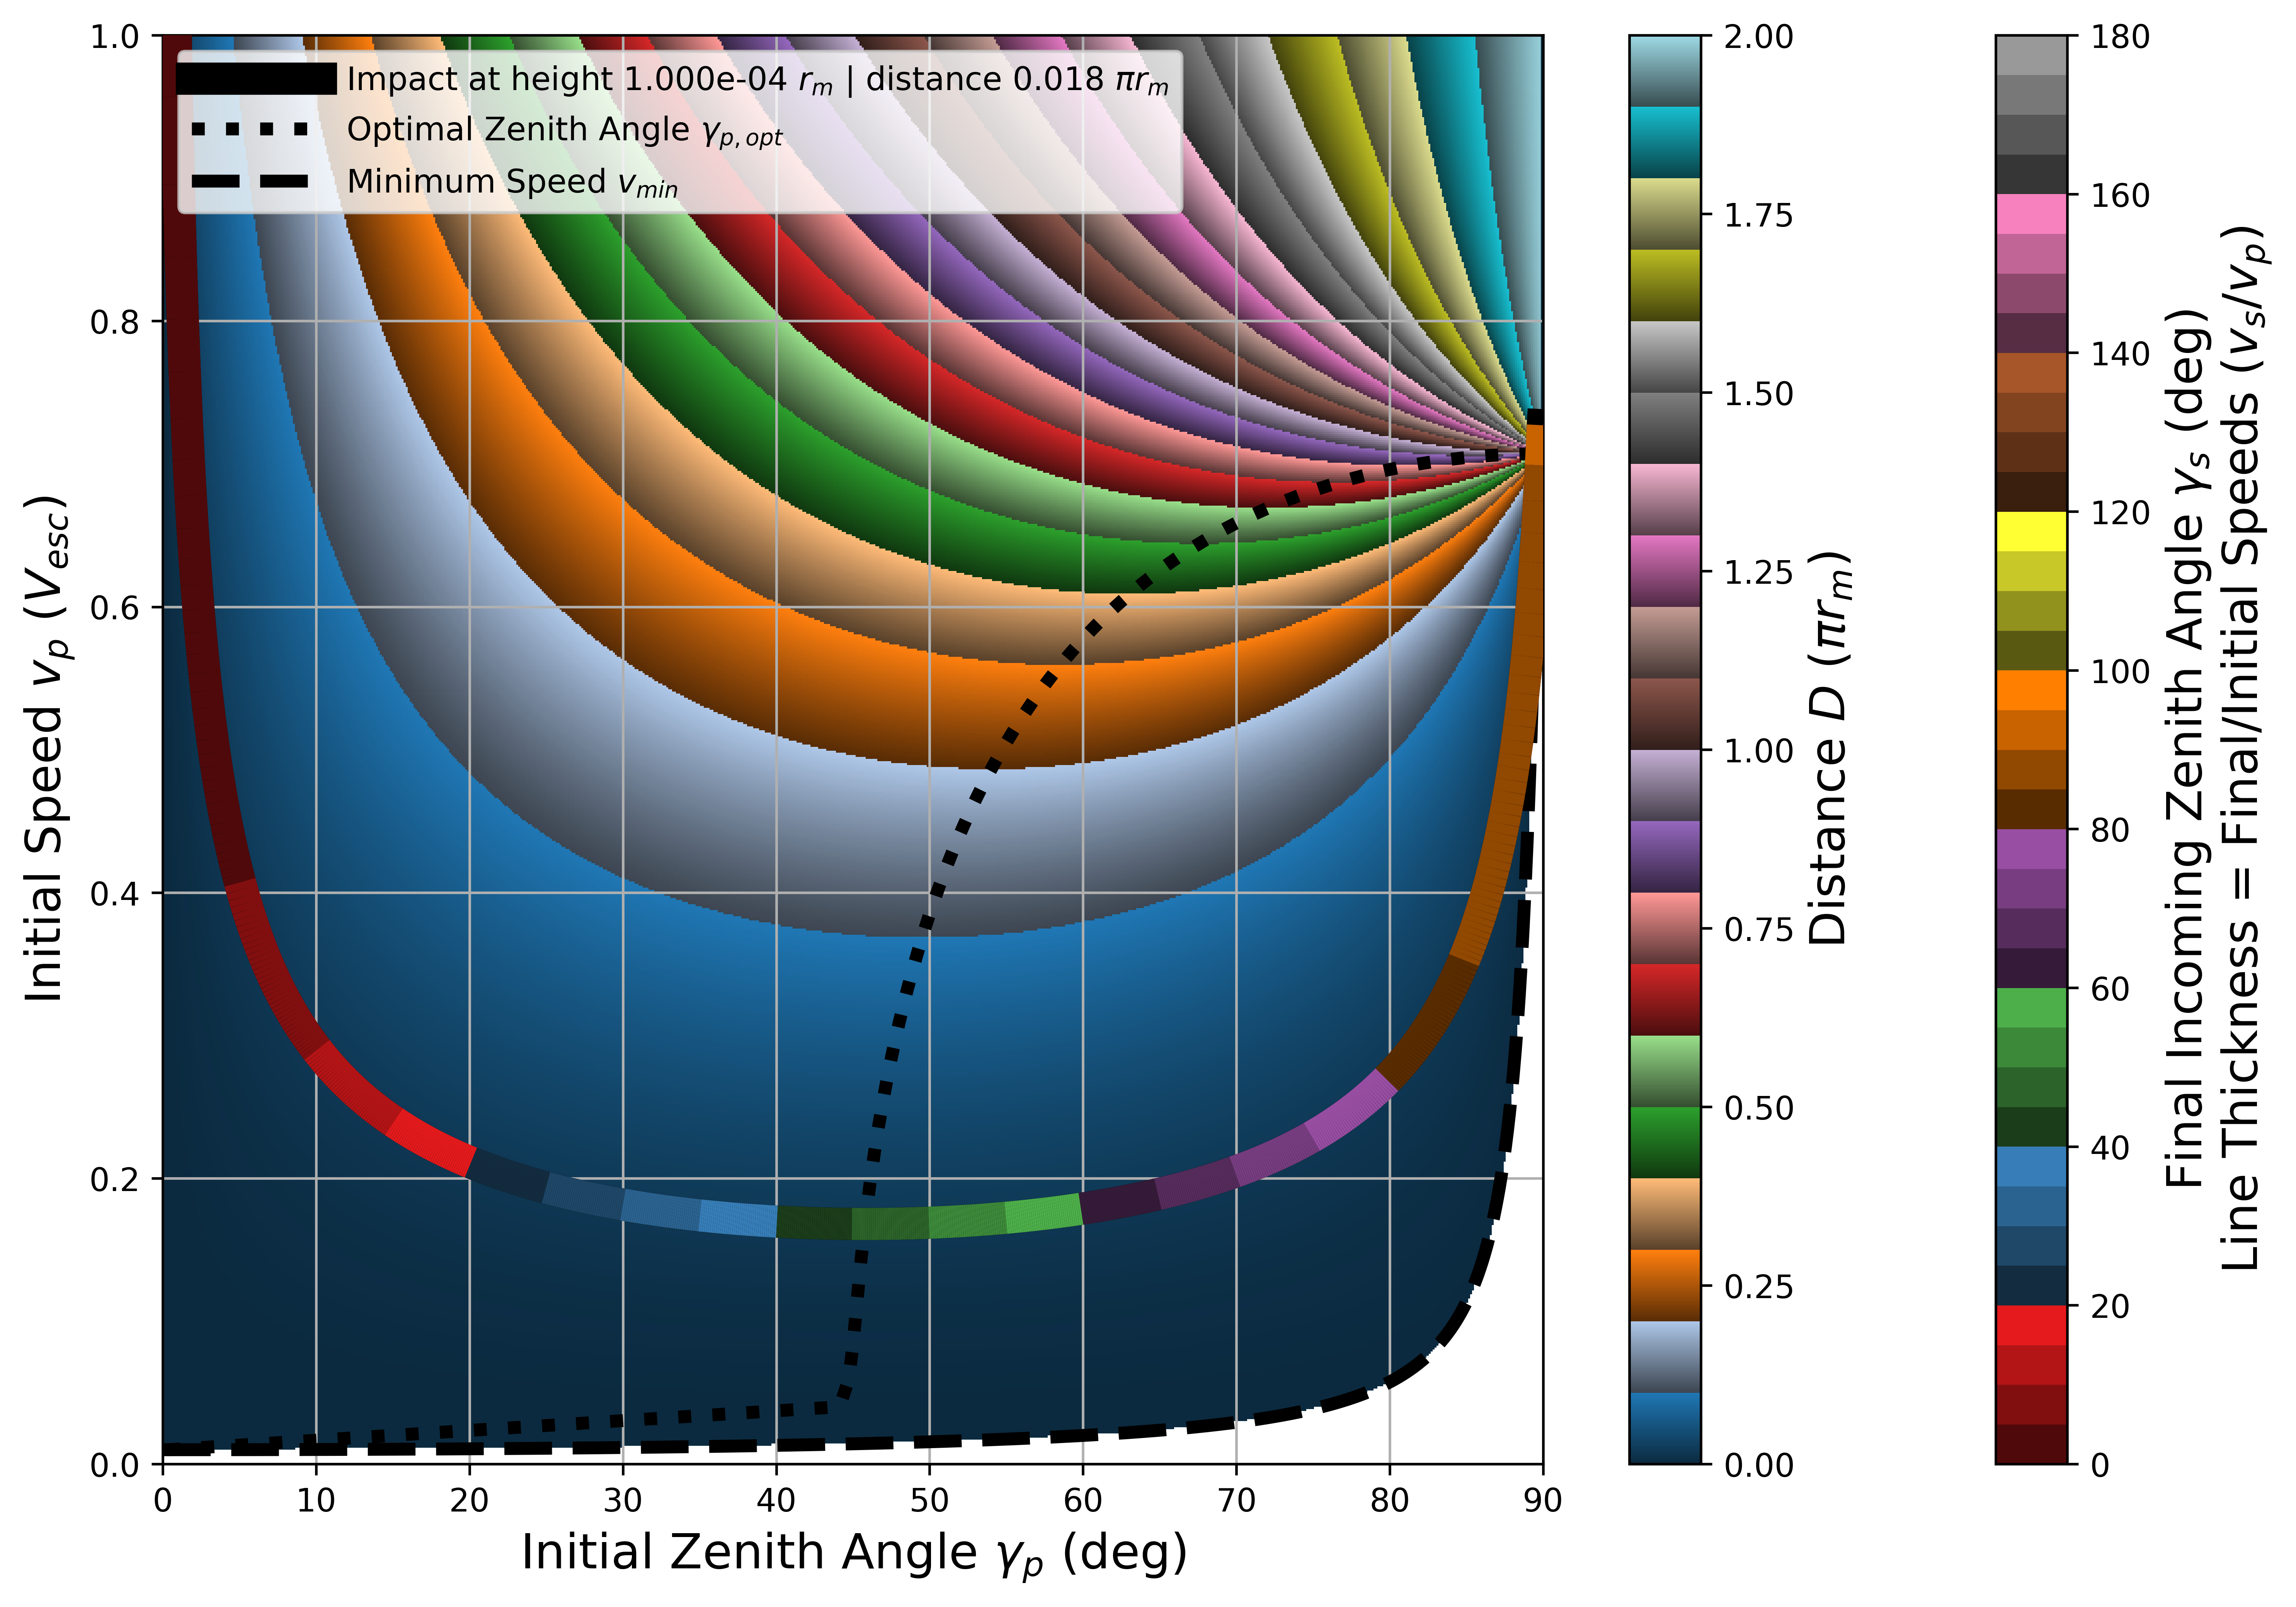 Impact at height 1.000e-04 r_m | distance 0.018 πr_m
Optimal Zenith Angle γ_p,opt
Minimum Speed v_min
Initial Speed v_p (V_esc)
1.0
0.8
0.6
0.4
0.2
0.0
0 10 20 30 40 50 60 70 80 90
Initial Zenith Angle γ_p (deg)
2.00
1.75
1.50
1.25
1.00
0.75
0.50
0.25
0.00
Distance D (πr_m)
180
160
140
120
100
80
60
40
20
0
Final Incoming Zenith Angle γ_s (deg)
Line Thickness = Final/Initial Speeds (v_s/v_p)